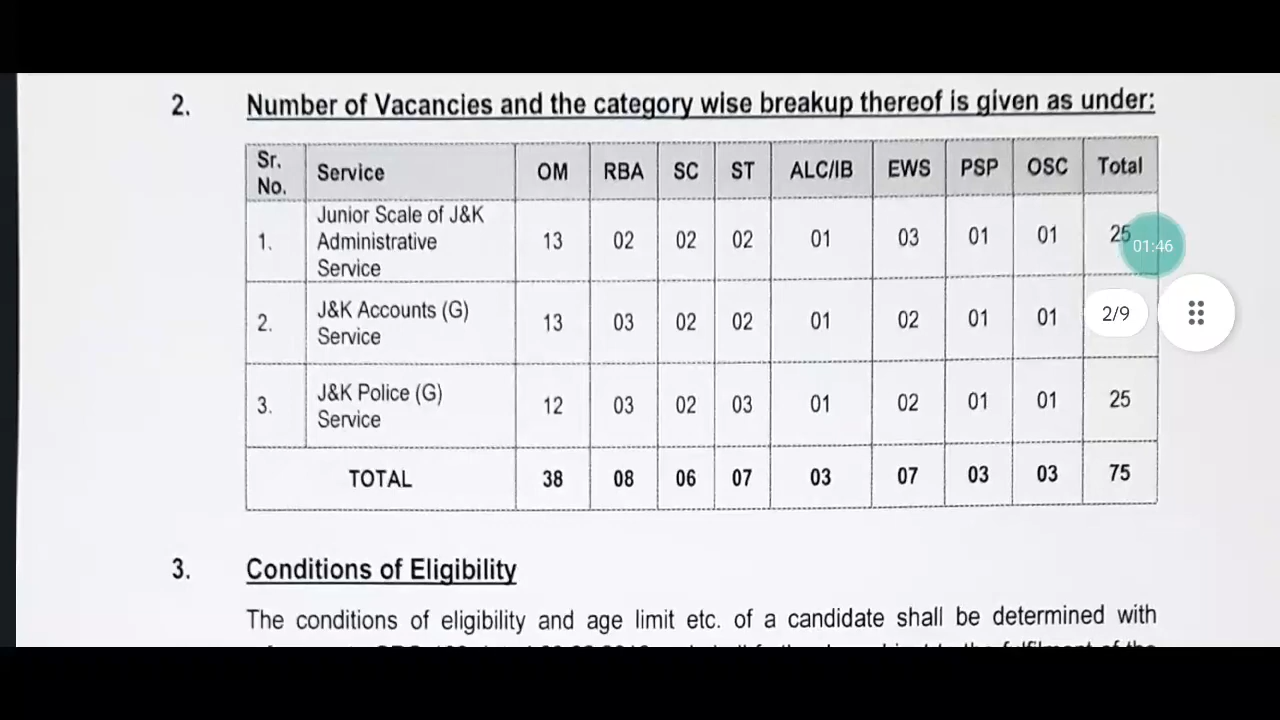 2. Number of Vacancies and the category wise breakup thereof is given as under:
Sr. No. Service OM RBA SC ST ALC/IB EWS PSP OSC Total
1. Junior Scale of J&K Administrative Service 13 02 02 02 01 03 01 01 25
01:46
2. J&K Accounts (G) Service 13 03 02 02 01 02 01 01
2/9
3. J&K Police (G) Service 12 03 02 03 01 02 01 01 25
TOTAL 38 08 06 07 03 07 03 03 75
3. Conditions of Eligibility
The conditions of eligibility and age limit etc. of a candidate shall be determined with